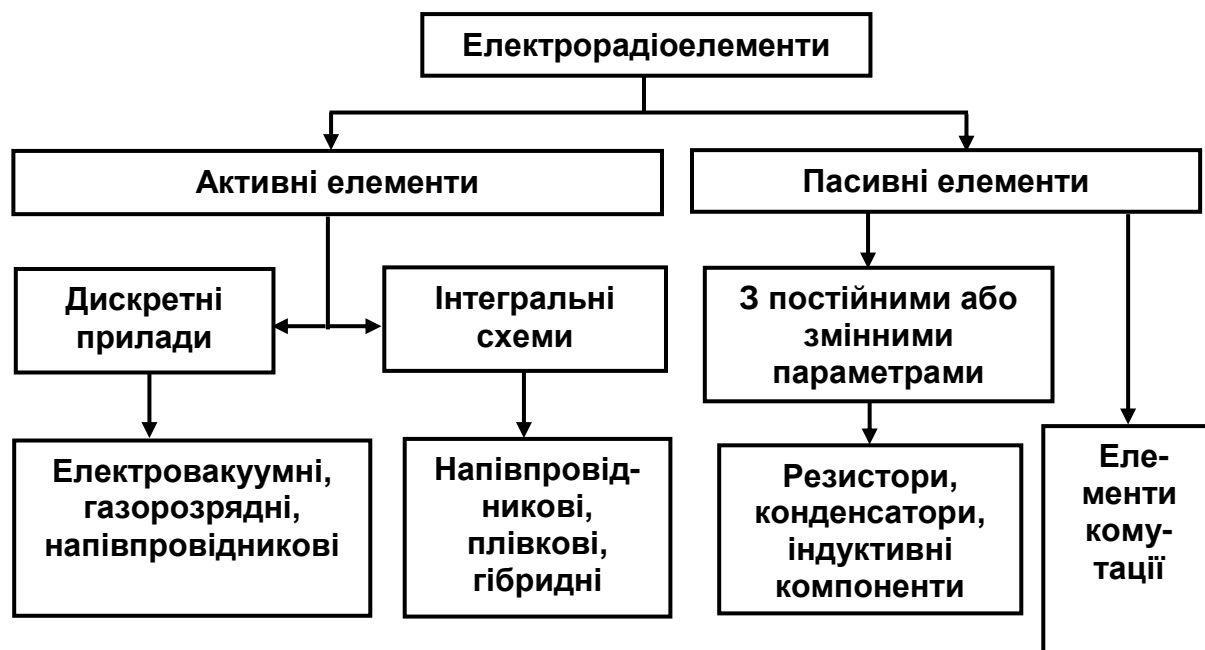 Електрорадіоелементи
Активні елементи
Пасивні елементи
Дискретні
прилади
Інтегральні
схеми
З постійними або
змінними
параметрами
Електровакуумні,
газорозрядні,
напівпровідникові
Напівпровід-
никові,
плівкові,
гібридні
Резистори,
конденсатори,
індуктивні
компоненти
Еле-
менти
кому-
тації